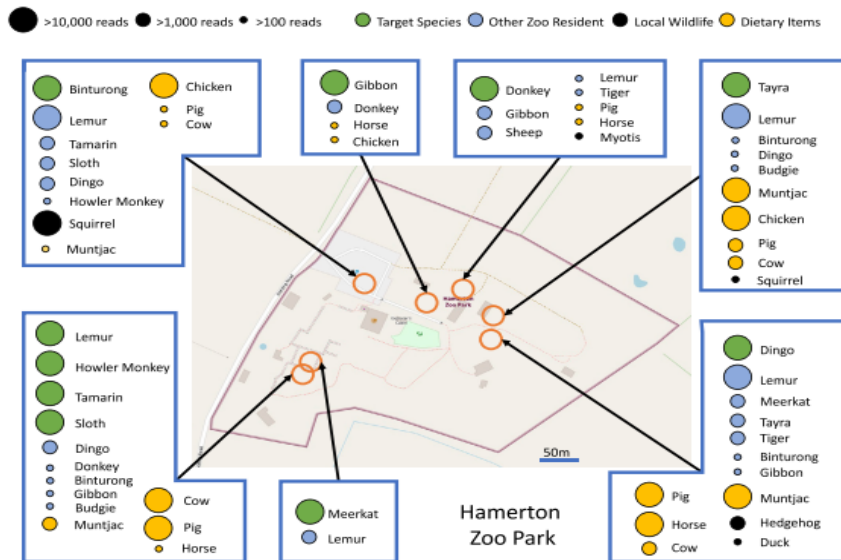 >10,000 reads >1,000 reads >100 reads Target Species Other Zoo Resident Local Wildlife Dietary Items
Binturong
Lemur
Tamarin
Sloth
Dingo
Howler Monkey
Squirrel
Muntjac
Chicken
Pig
Cow
Gibbon
Donkey
Horse
Chicken
Donkey
Gibbon
Sheep
Lemur
Tiger
Pig
Horse
Myotis
Tayra
Lemur
Binturong
Dingo
Budgie
Muntjac
Chicken
Pig
Cow
Squirrel
Hamerton
Zoo Park
Lemur
Howler Monkey
Tamarin
Sloth
Dingo
Donkey
Binturong
Gibbon
Budgie
Muntjac
Cow
Pig
Horse
Meerkat
Lemur
50m
Hamerton
Zoo Park
Dingo
Lemur
Meerkat
Tayra
Tiger
Binturong
Gibbon
Muntjac
Hedgehog
Duck
Pig
Horse
Cow